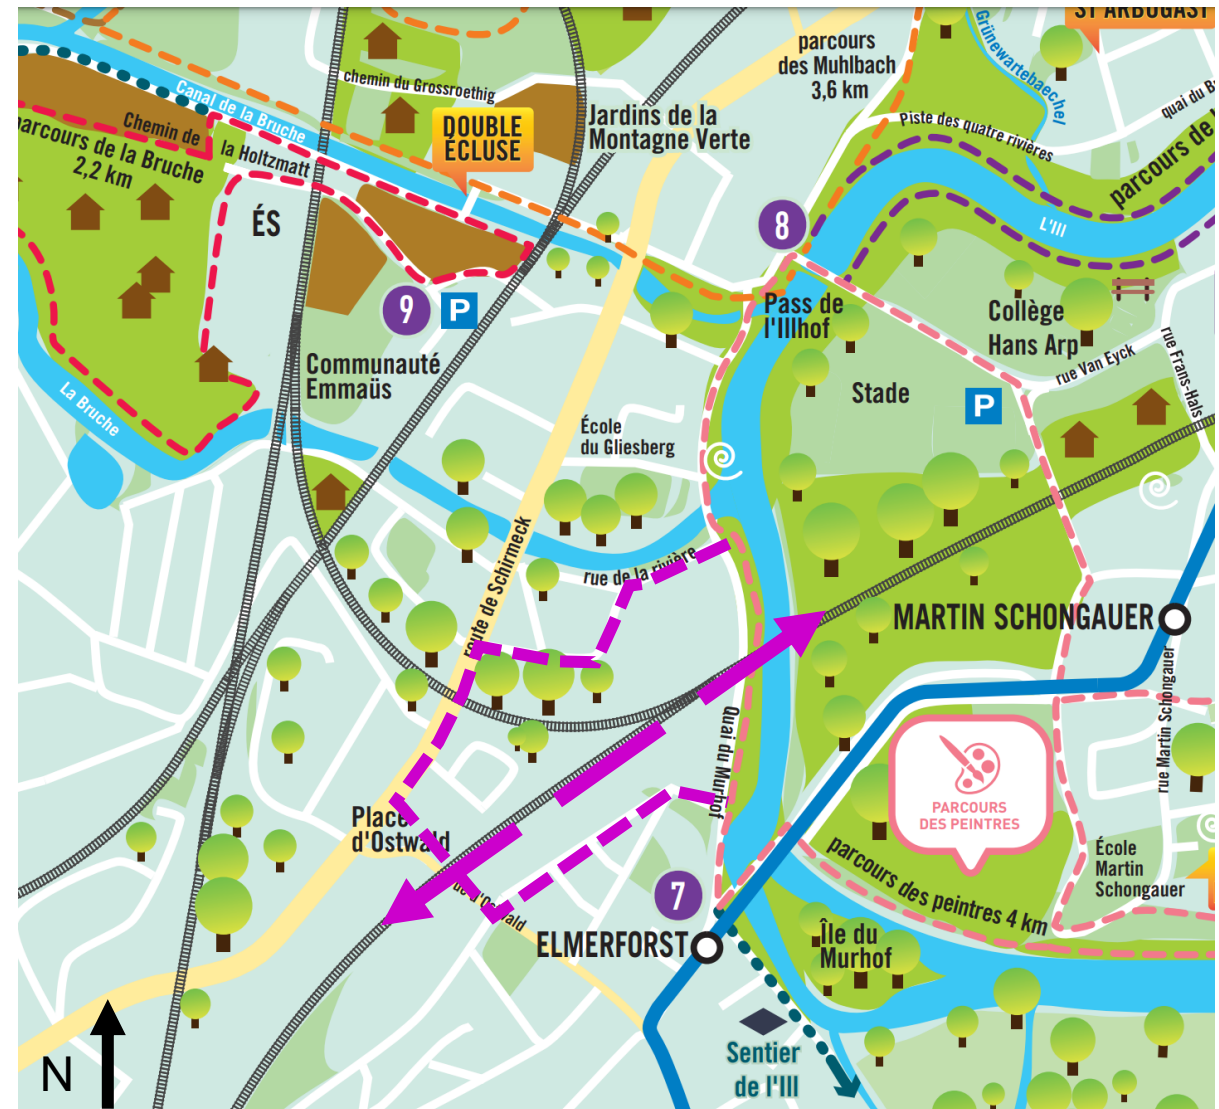 ST ARBOGAST
Grünewartebaechel
parcours
des Muhlbach
3,6 km
quai du
chemin du Grossroethig
Canal de la Bruche
DOUBLE
ÉCLUSE
Jardins de la
Montagne Verte
Piste des quatre rivières
parcours de
Chemin de
la Holtzmatt
parcours de la Bruche
2,2 km
L'Ill
ÉS
8
9
P
Pass de
l'Illhof
Collège
Hans Arp
rue Van Eyck
rue Frans-Hals
Communauté
Emmaüs
La Bruche
Stade
P
École
du Gliesberg
route de Schirmeck
rue de la rivière
MARTIN SCHONGAUER
rue Martin Schongauer
Quai du Murhof
PARCOURS
DES PEINTRES
Place
d'Ostwald
rue d'Ostwald
parcours des peintres 4 km
École
Martin
Schongauer
7
ELMERFORST
Île du
Murhof
Sentier
de l'Ill
N